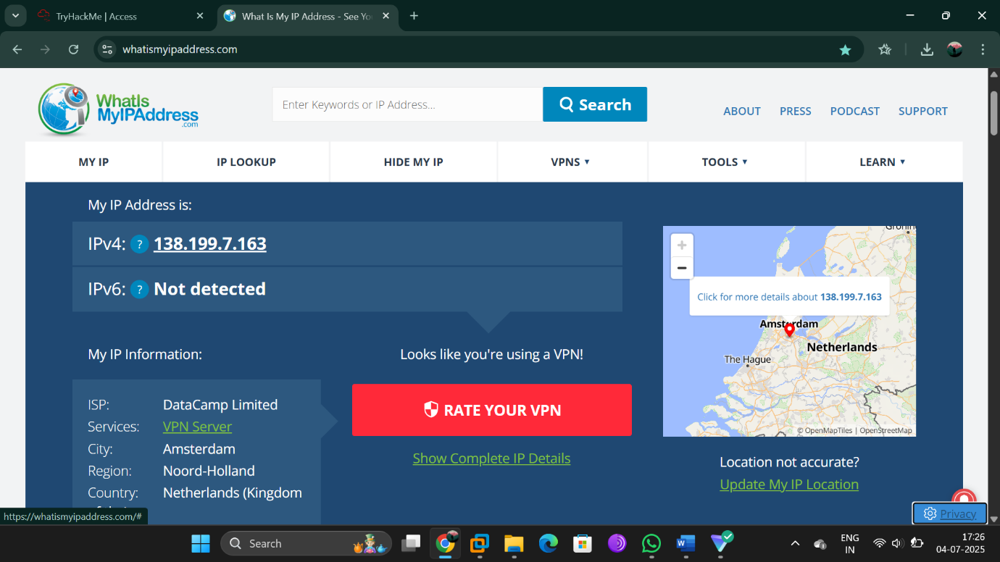 TryHackMe | Access
What Is My IP Address - See Yo
whatismyipaddress.com
WhatIs
MyIPAddress
.com
Enter Keywords or IP Address...
Search
ABOUT
PRESS
PODCAST
SUPPORT
MY IP
IP LOOKUP
HIDE MY IP
VPNS
TOOLS
LEARN
My IP Address is:
IPv4: ? 138.199.7.163
IPv6: ? Not detected
My IP Information:
ISP: DataCamp Limited
Services: VPN Server
City: Amsterdam
Region: Noord-Holland
Country: Netherlands (Kingdom
Looks like you're using a VPN!
RATE YOUR VPN
Show Complete IP Details
Click for more details about 138.199.7.163
Amsterdam
Netherlands
The Hague
© OpenMapTiles | OpenStreetMap
Location not accurate?
Update My IP Location
Privacy
https://whatismyipaddress.com/#
Search
ENG
IN
17:26
04-07-2025